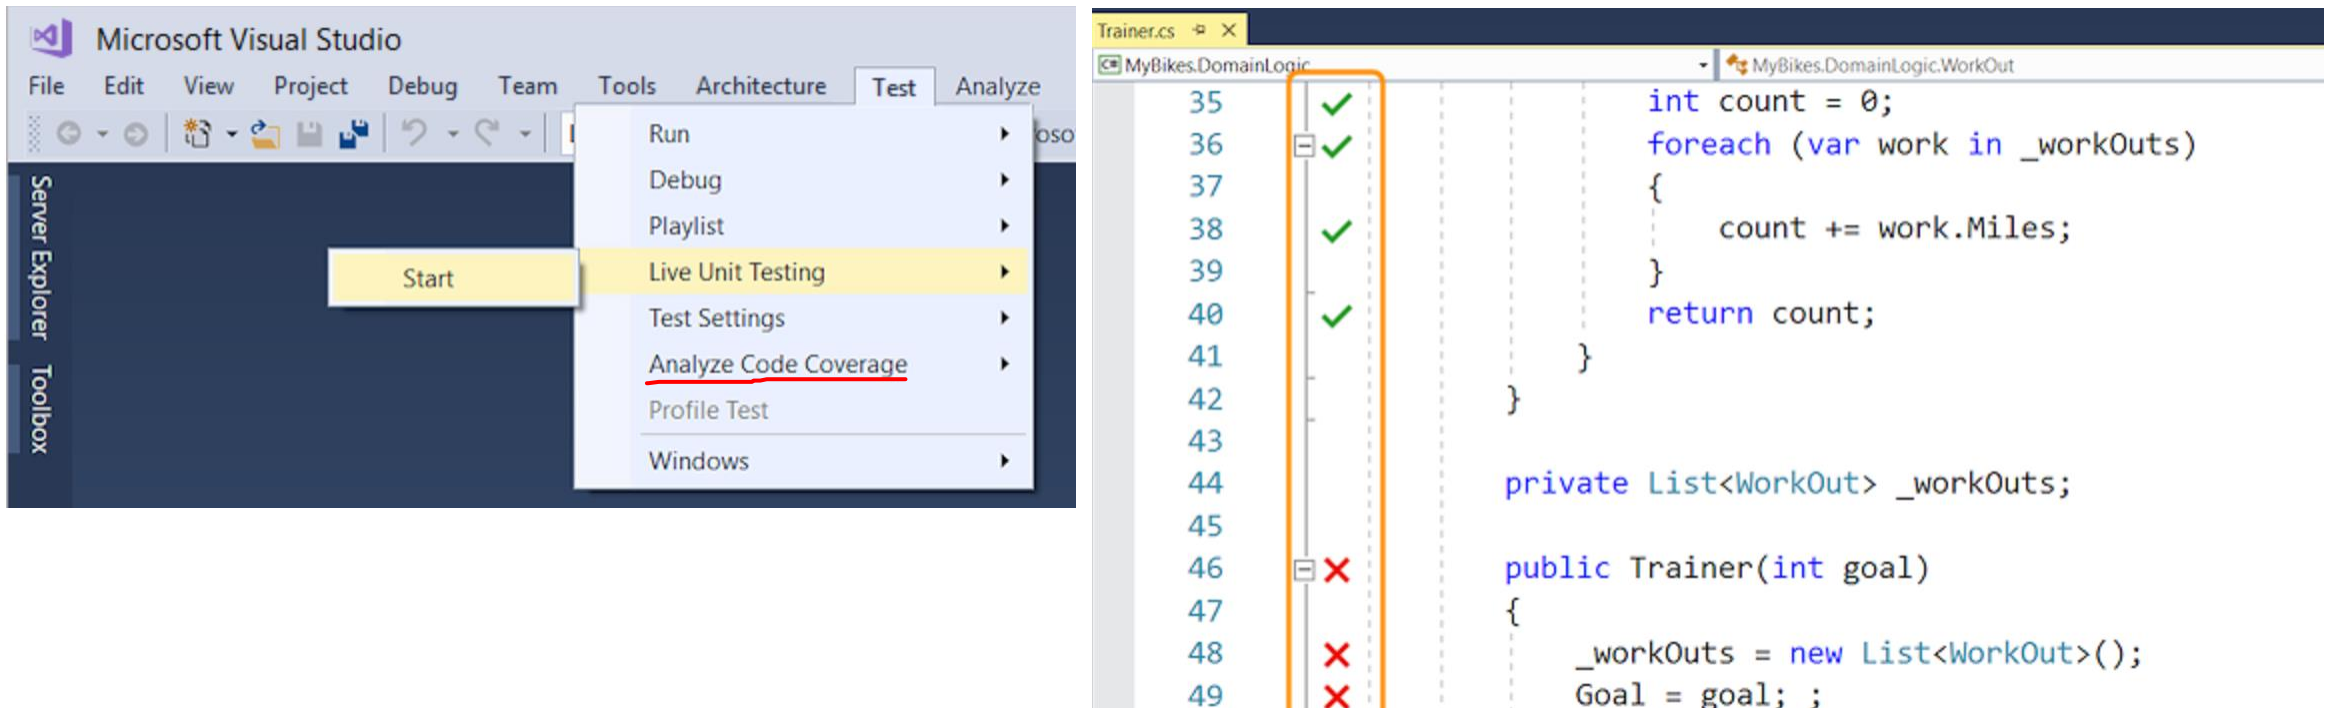 Microsoft Visual Studio
File Edit View Project Debug Team Tools Architecture Test Analyze
Run
Debug
Playlist
Live Unit Testing
Start
Test Settings
Analyze Code Coverage
Profile Test
Windows
Server Explorer
Toolbox
Trainer.cs
C# MyBikes.DomainLogic MyBikes.DomainLogic.WorkOut
35 int count = 0;
36 foreach (var work in _workOuts)
37 {
38 count += work.Miles;
39 }
40 return count;
41 }
42 }
43
44 private List<WorkOut> _workOuts;
45
46 public Trainer(int goal)
47 {
48 _workOuts = new List<WorkOut>();
49 Goal = goal; ;